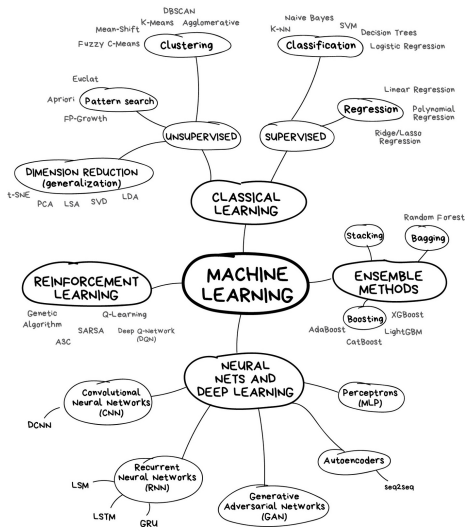 DBSCAN
Mean-Shift
K-Means
Agglomerative
Fuzzy C-Means
Clustering
Naive Bayes
SVM
K-NN
Decision Trees
Classification
Logistic Regression
Euclat
Apriori
Pattern search
FP-Growth
Linear Regression
Regression
Polynomial
Regression
Ridge/Lasso
Regression
UNSUPERVISED
SUPERVISED
DIMENSION REDUCTION
(generalization)
t-SNE
PCA
LSA
SVD
LDA
CLASSICAL
LEARNING
Random Forest
Stacking
Bagging
MACHINE
LEARNING
REINFORCEMENT
LEARNING
ENSEMBLE
METHODS
Genetic
Algorithm
Q-Learning
SARSA
Deep Q-Network
(DQN)
A3C
Boosting
XGBoost
AdaBoost
LightGBM
CatBoost
NEURAL
NETS AND
DEEP LEARNING
Convolutional
Neural Networks
(CNN)
DCNN
Perceptrons
(MLP)
Recurrent
Neural Networks
(RNN)
LSM
LSTM
GRU
Autoencoders
seq2seq
Generative
Adversarial Networks
(GAN)